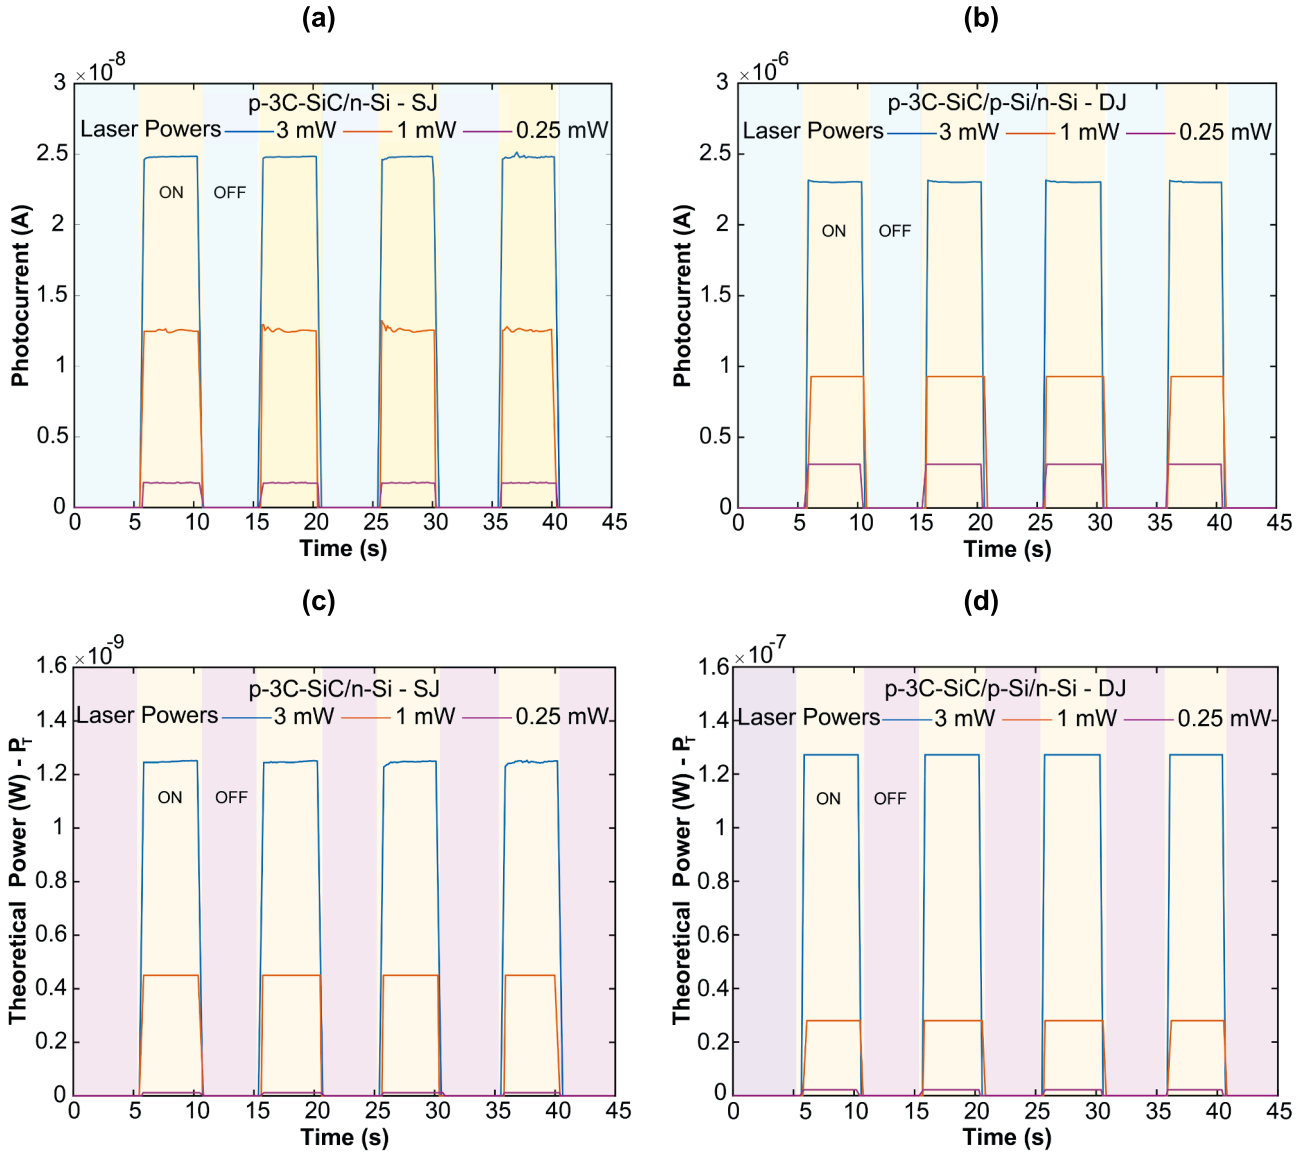 (a)
×10⁻⁸
p-3C-SiC/n-Si - SJ
Laser Powers 3 mW 1 mW 0.25 mW
ON OFF
3
2.5
2
1.5
1
0.5
0
0 5 10 15 20 25 30 35 40 45
Photocurrent (A)
Time (s)
(b)
×10⁻⁶
p-3C-SiC/p-Si/n-Si - DJ
Laser Powers 3 mW 1 mW 0.25 mW
ON OFF
3
2.5
2
1.5
1
0.5
0
0 5 10 15 20 25 30 35 40 45
Photocurrent (A)
Time (s)
(c)
×10⁻⁹
p-3C-SiC/n-Si - SJ
Laser Powers 3 mW 1 mW 0.25 mW
ON OFF
1.6
1.4
1.2
1
0.8
0.6
0.4
0.2
0
0 5 10 15 20 25 30 35 40 45
Theoretical Power (W) - P_T
Time (s)
(d)
×10⁻⁷
p-3C-SiC/p-Si/n-Si - DJ
Laser Powers 3 mW 1 mW 0.25 mW
ON OFF
1.6
1.4
1.2
1
0.8
0.6
0.4
0.2
0
0 5 10 15 20 25 30 35 40 45
Theoretical Power (W) - P_T
Time (s)